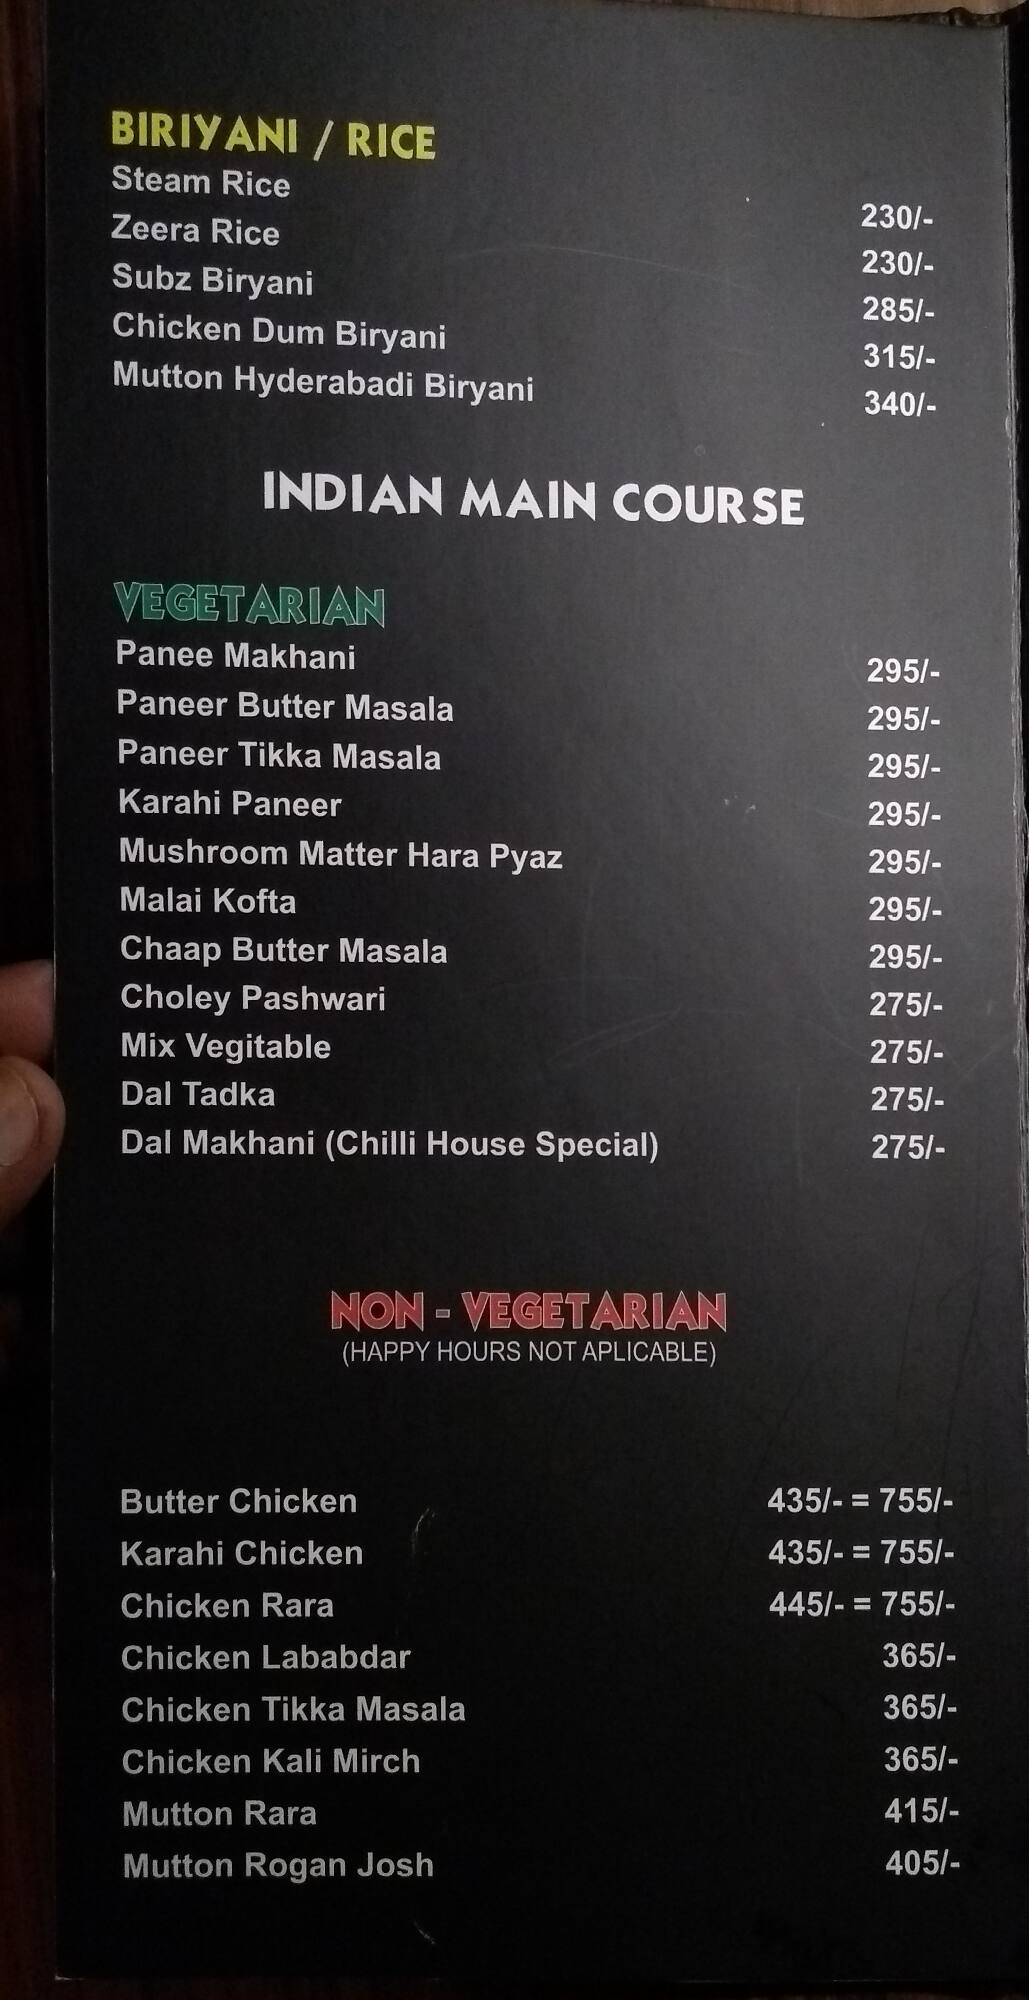 BIRIYANI / RICE
Steam Rice 230/-
Zeera Rice 230/-
Subz Biryani 285/-
Chicken Dum Biryani 315/-
Mutton Hyderabadi Biryani 340/-
INDIAN MAIN COURSE
VEGETARIAN
Panee Makhani 295/-
Paneer Butter Masala 295/-
Paneer Tikka Masala 295/-
Karahi Paneer 295/-
Mushroom Matter Hara Pyaz 295/-
Malai Kofta 295/-
Chaap Butter Masala 295/-
Choley Pashwari 275/-
Mix Vegitable 275/-
Dal Tadka 275/-
Dal Makhani (Chilli House Special) 275/-
NON - VEGETARIAN
(HAPPY HOURS NOT APLICABLE)
Butter Chicken 435/- = 755/-
Karahi Chicken 435/- = 755/-
Chicken Rara 445/- = 755/-
Chicken Lababdar 365/-
Chicken Tikka Masala 365/-
Chicken Kali Mirch 365/-
Mutton Rara 415/-
Mutton Rogan Josh 405/-